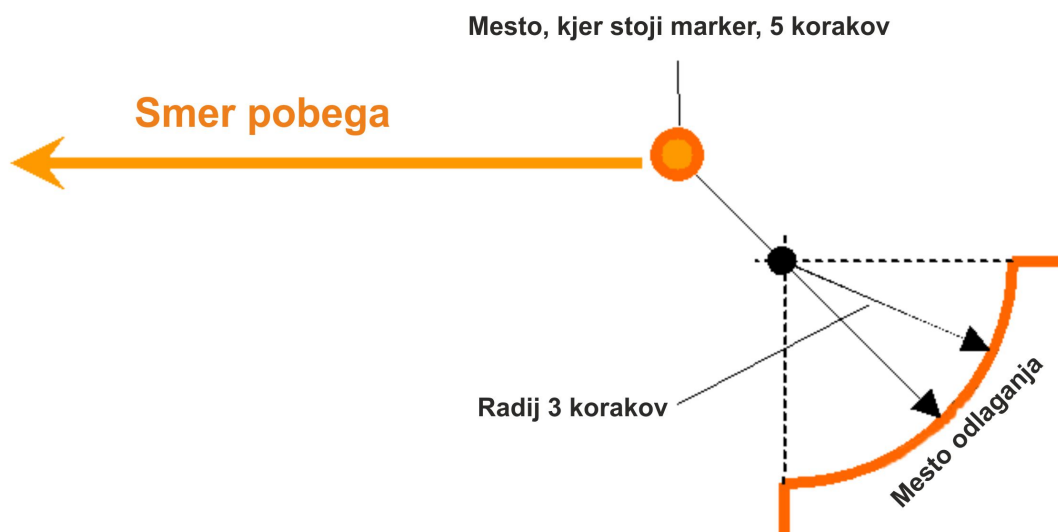 Mesto, kjer stoji marker, 5 korakov
Smer pobega
Radij 3 korakov
Mesto odlaganja